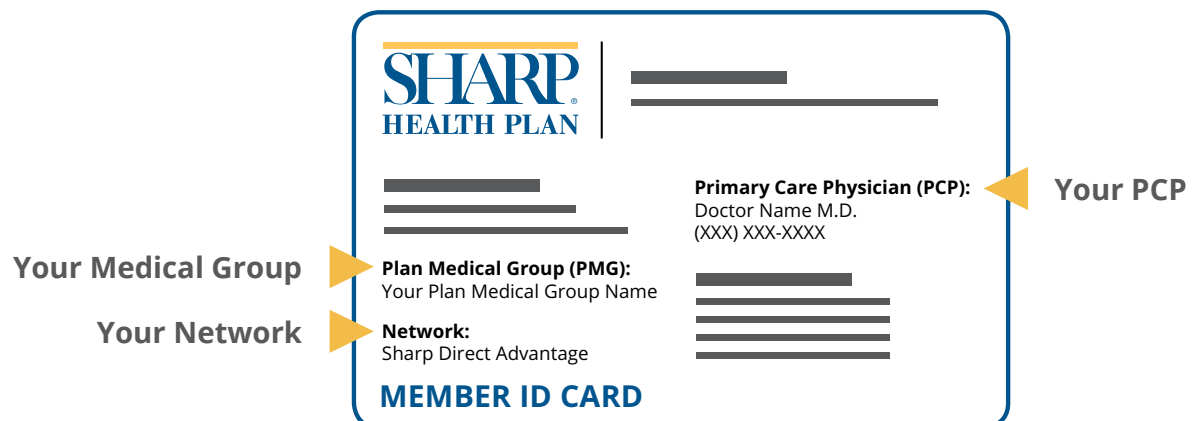 SHARP®
HEALTH PLAN
Primary Care Physician (PCP):
Doctor Name M.D.
(XXX) XXX-XXXX
Your PCP
Your Medical Group
Plan Medical Group (PMG):
Your Plan Medical Group Name
Your Network
Network:
Sharp Direct Advantage
MEMBER ID CARD